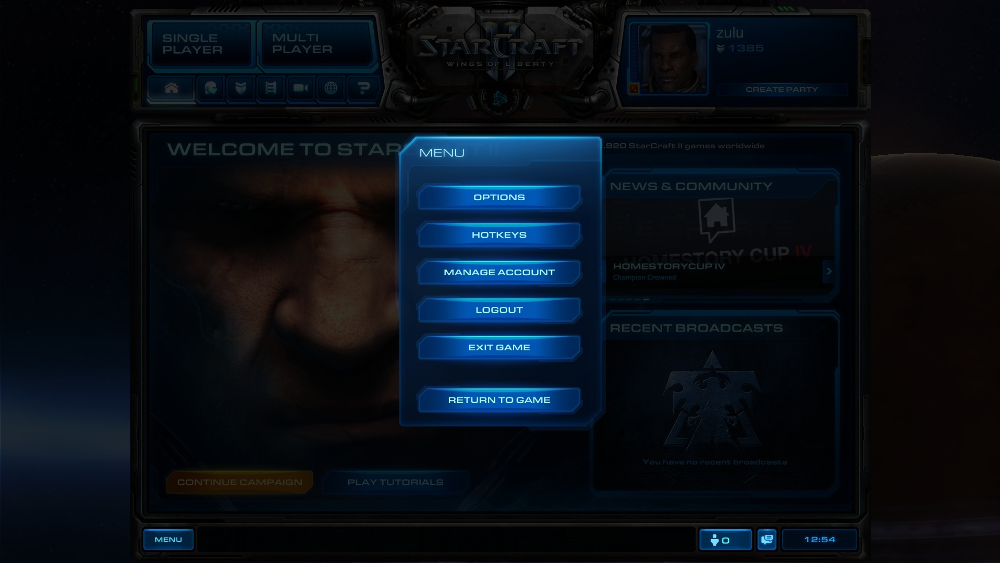 SINGLE
PLAYER
MULTI
PLAYER
STARCRAFT
II
WINGS OF LIBERTY
zulu
1385
CREATE PARTY
WELCOME TO STAR
.920 StarCraft II games worldwide
MENU
OPTIONS
HOTKEYS
MANAGE ACCOUNT
LOGOUT
EXIT GAME
RETURN TO GAME
NEWS & COMMUNITY
HOMESTORY CUP IV
HOMESTORYCUP IV
Champion Crowned
RECENT BROADCASTS
You have no recent broadcasts
CONTINUE CAMPAIGN
PLAY TUTORIALS
MENU
0
12:54